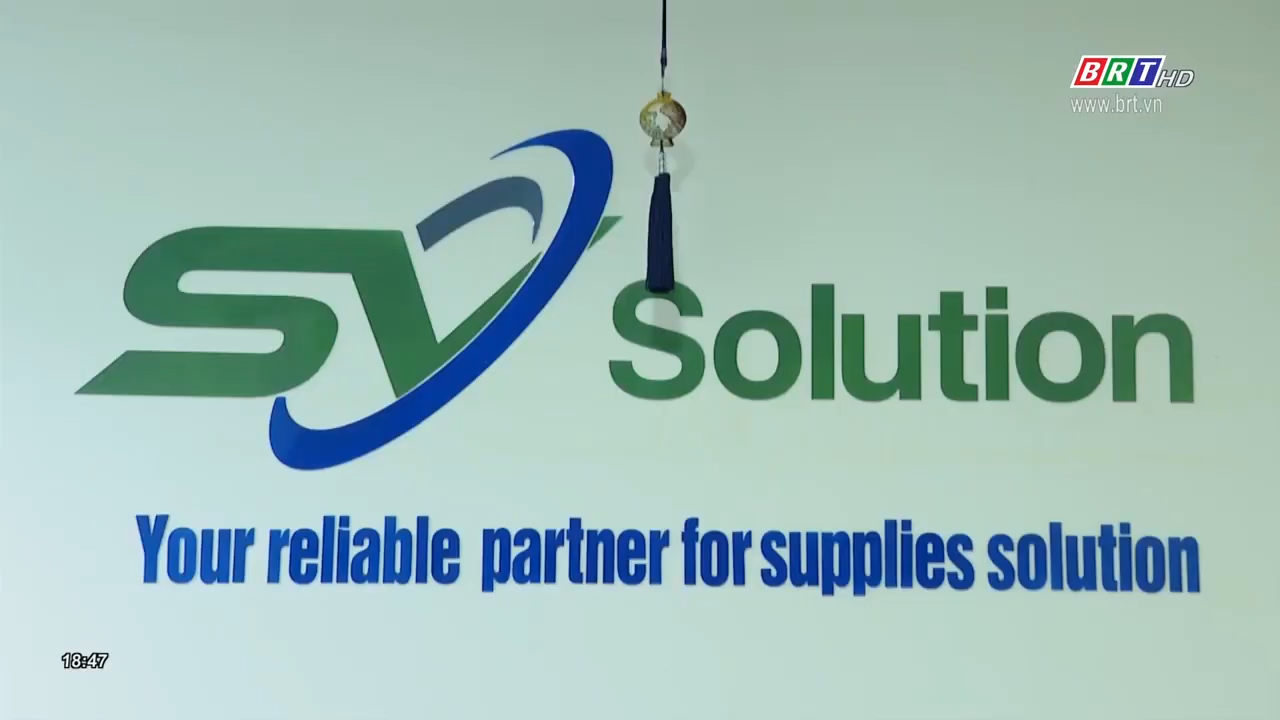 BRT HD
www.brt.vn
SV Solution
Your reliable partner for supplies solution
18:47